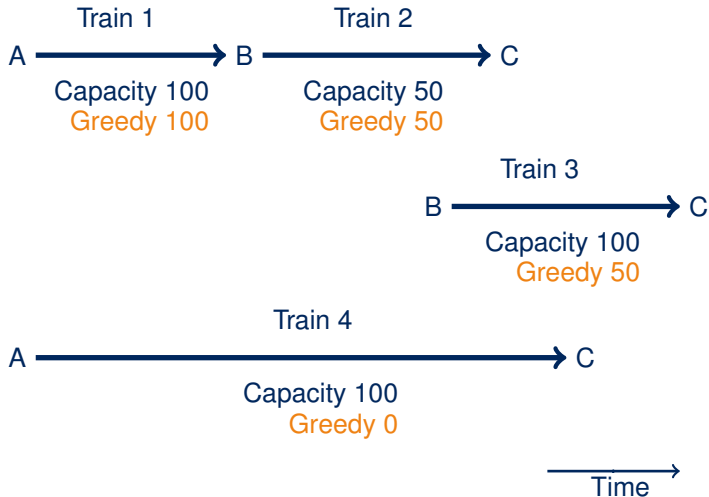 Train 1
Train 2
A
B
C
Capacity 100
Capacity 50
Greedy 100
Greedy 50
Train 3
B
C
Capacity 100
Greedy 50
Train 4
A
C
Capacity 100
Greedy 0
Time